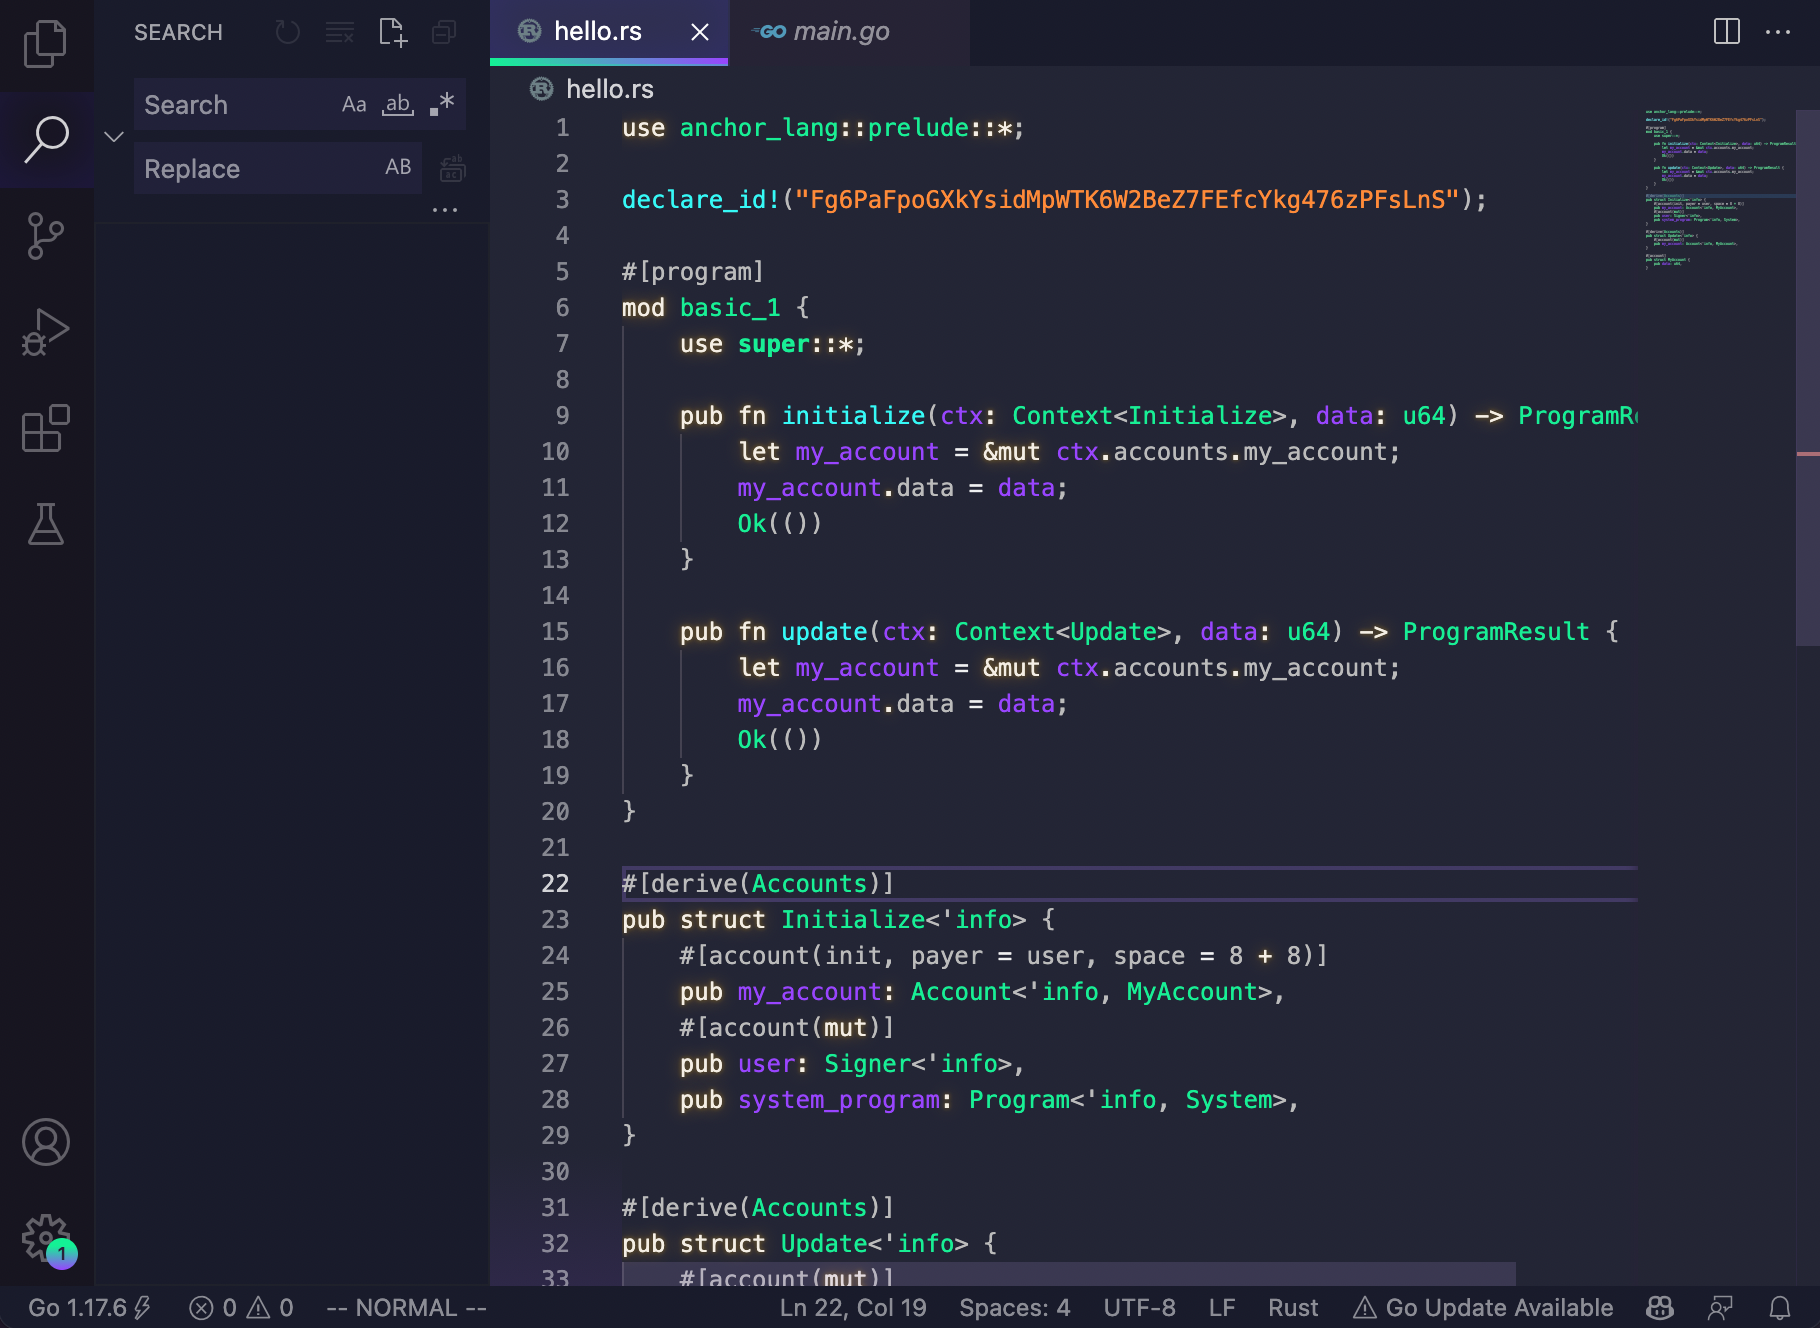 SEARCH
Search Aa ab .*
Replace AB
hello.rs
main.go
hello.rs
1 use anchor_lang::prelude::*;
2
3 declare_id!("Fg6PaFpoGXkYsidMpWTK6W2BeZ7FEfcYkg476zPFsLnS");
4
5 #[program]
6 mod basic_1 {
7 use super::*;
8
9 pub fn initialize(ctx: Context<Initialize>, data: u64) -> ProgramRe
10 let my_account = &mut ctx.accounts.my_account;
11 my_account.data = data;
12 Ok(())
13 }
14
15 pub fn update(ctx: Context<Update>, data: u64) -> ProgramResult {
16 let my_account = &mut ctx.accounts.my_account;
17 my_account.data = data;
18 Ok(())
19 }
20 }
21
22 #[derive(Accounts)]
23 pub struct Initialize<'info> {
24 #[account(init, payer = user, space = 8 + 8)]
25 pub my_account: Account<'info, MyAccount>,
26 #[account(mut)]
27 pub user: Signer<'info>,
28 pub system_program: Program<'info, System>,
29 }
30
31 #[derive(Accounts)]
32 pub struct Update<'info> {
33 #[account(mut)]
1
Go 1.17.6 0 0 -- NORMAL -- Ln 22, Col 19 Spaces: 4 UTF-8 LF Rust Go Update Available